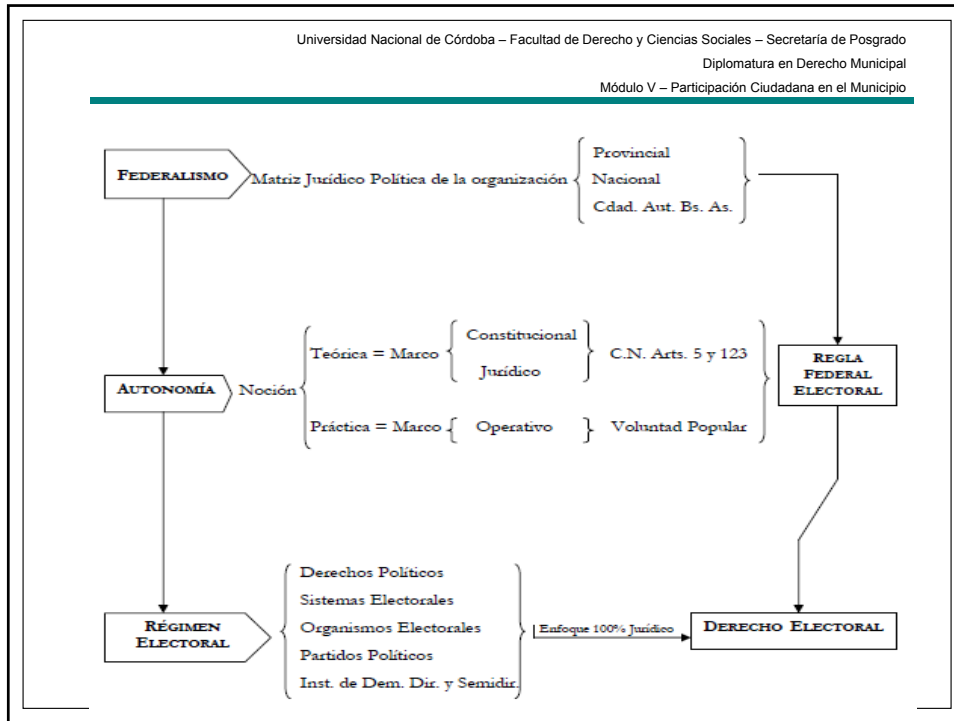 Universidad Nacional de Córdoba – Facultad de Derecho y Ciencias Sociales – Secretaría de Posgrado
Diplomatura en Derecho Municipal
Módulo V – Participación Ciudadana en el Municipio
FEDERALISMO
Matriz Jurídico Política de la organización
Provincial
Nacional
Cdad. Aut. Bs. As.
AUTONOMÍA
Noción
Teórica = Marco
Constitucional
Jurídico
C.N. Arts. 5 y 123
Práctica = Marco
Operativo
Voluntad Popular
REGLA
FEDERAL
ELECTORAL
RÉGIMEN
ELECTORAL
Derechos Políticos
Sistemas Electorales
Organismos Electorales
Partidos Políticos
Inst. de Dem. Dir. y Semidir.
Enfoque 100% Jurídico
DERECHO ELECTORAL